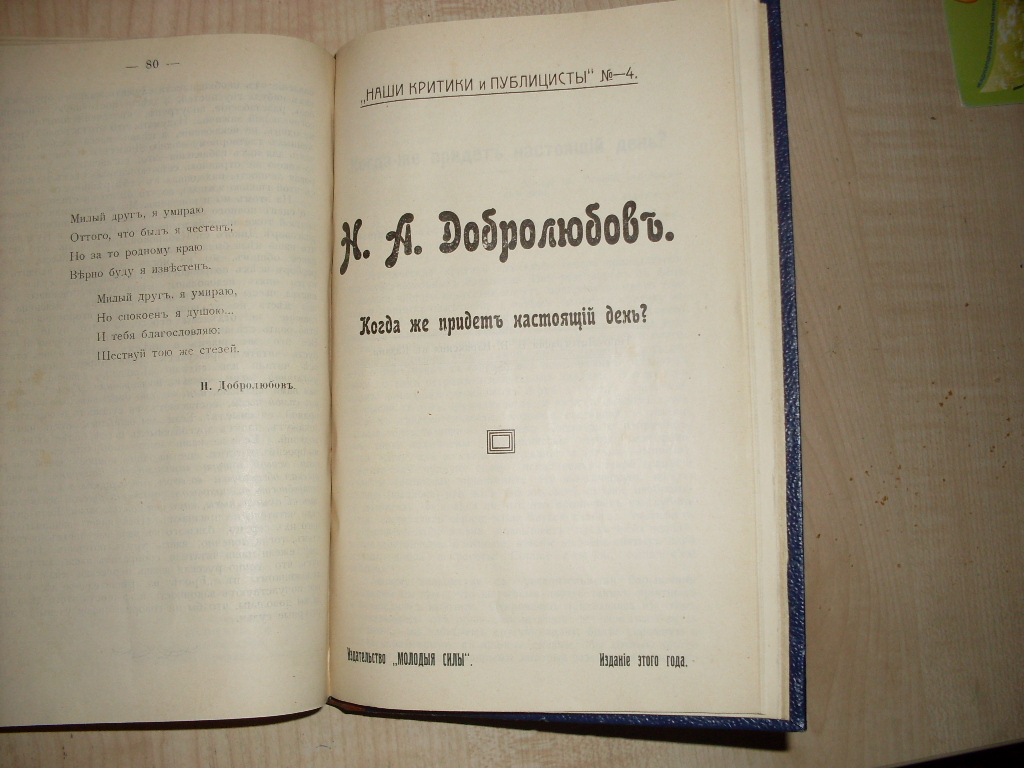 — 80 —
Милый другъ, я умираю
Оттого, что былъ я честенъ;
Но за то родному краю
Вѣрно буду я извѣстенъ.
Милый другъ, я умираю,
Но спокоенъ я душою...
И тебя благословляю:
Шествуй тою же стезей.
Н. Добролюбовъ.
„НАШИ КРИТИКИ и ПУБЛИЦИСТЫ" №—4.
Н. А. Добролюбовъ.
Когда же придетъ настоящій день?
Издательство „МОЛОДЫЯ СИЛЫ".
Изданіе этого года.